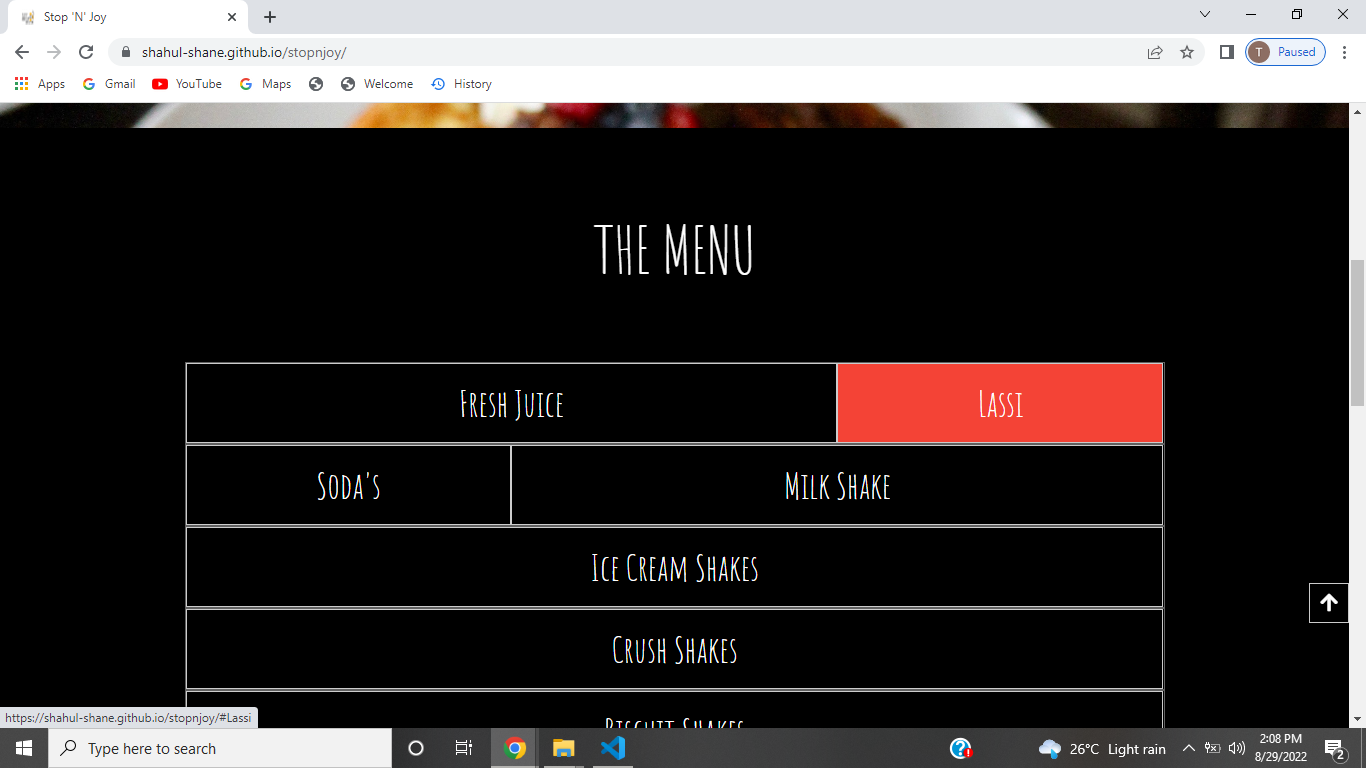 Stop 'N' Joy
shahul-shane.github.io/stopnjoy/
T Paused
Apps Gmail YouTube Maps Welcome History
THE MENU
FRESH JUICE LASSI
SODA'S MILK SHAKE
ICE CREAM SHAKES
CRUSH SHAKES
BISCUIT SHAKES
https://shahul-shane.github.io/stopnjoy/#Lassi
Type here to search
26°C Light rain
2:08 PM
8/29/2022
2